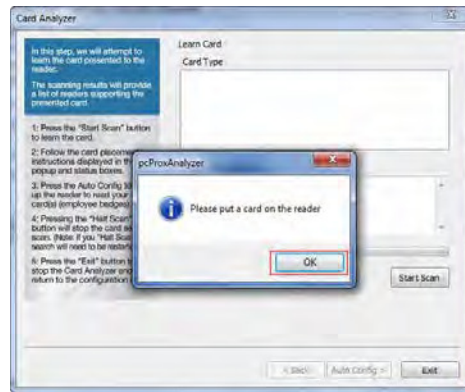 Card Analyzer
In this step, we will attempt to
learn the card presented to the
reader.
The scanning results will provide
a list of readers supporting the
presented card.
1: Press the "Start Scan" button
to learn the card.
2: Follow the card placement
instructions displayed in the
popup and status boxes.
3. Press the Auto Config
up the reader to read your
card(s) (employee badges)
4: Pressing the "Halt Scan"
button will stop the card
scan. (Note: If you "Halt Scan"
search will need to be
Press the "Exit" button
stop the Card Analyzer and
return to the configuration
Learn Card
Card Type
pcProxAnalyzer
Please put a card on the reader
OK
Start Scan
< Back
Auto Config >
Exit